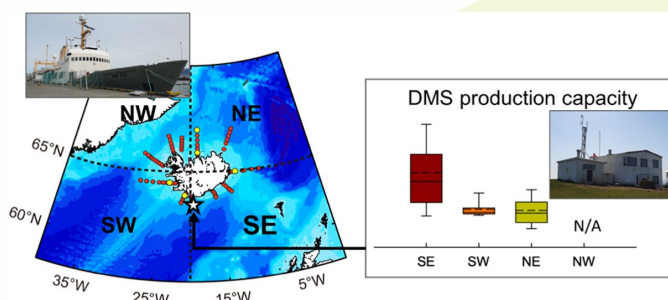 NW
NE
65°N
60°N
SW
SE
35°W
25°W
15°W
5°W
DMS production capacity
N/A
SE
SW
NE
NW